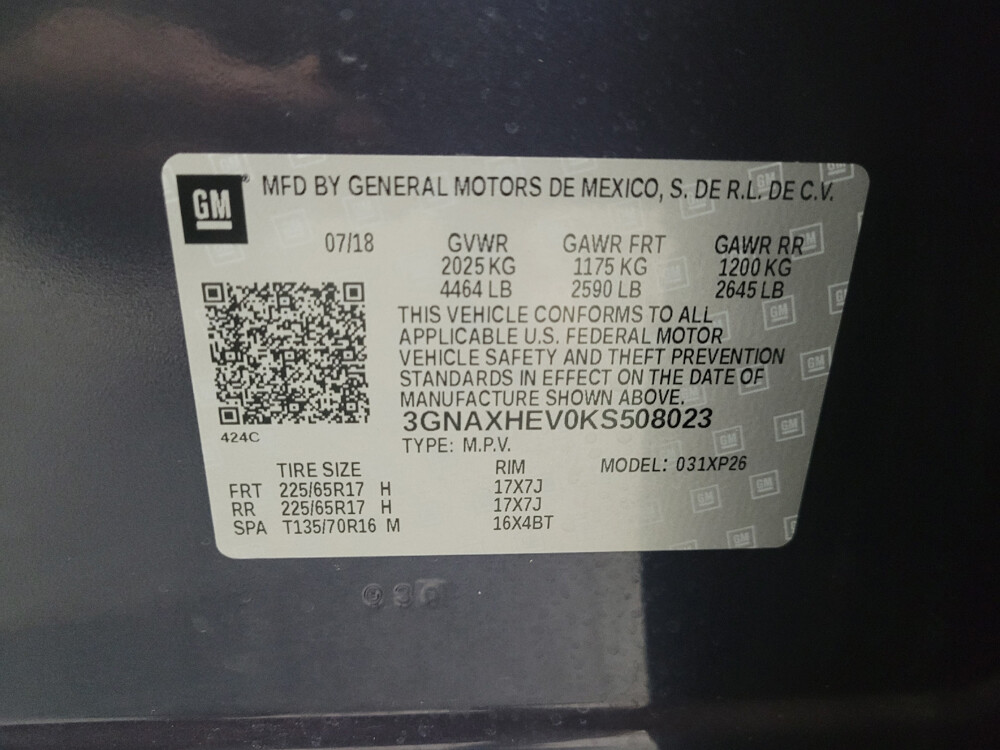 GM
MFD BY GENERAL MOTORS DE MEXICO, S. DE R.L. DE C.V.
07/18 GVWR GAWR FRT GAWR RR
2025 KG 1175 KG 1200 KG
4464 LB 2590 LB 2645 LB
THIS VEHICLE CONFORMS TO ALL
APPLICABLE U.S. FEDERAL MOTOR
VEHICLE SAFETY AND THEFT PREVENTION
STANDARDS IN EFFECT ON THE DATE OF
MANUFACTURE SHOWN ABOVE.
3GNAXHEV0KS508023
424C
TYPE: M.P.V.
TIRE SIZE RIM MODEL: 031XP26
FRT 225/65R17 H 17X7J
RR 225/65R17 H 17X7J
SPA T135/70R16 M 16X4BT